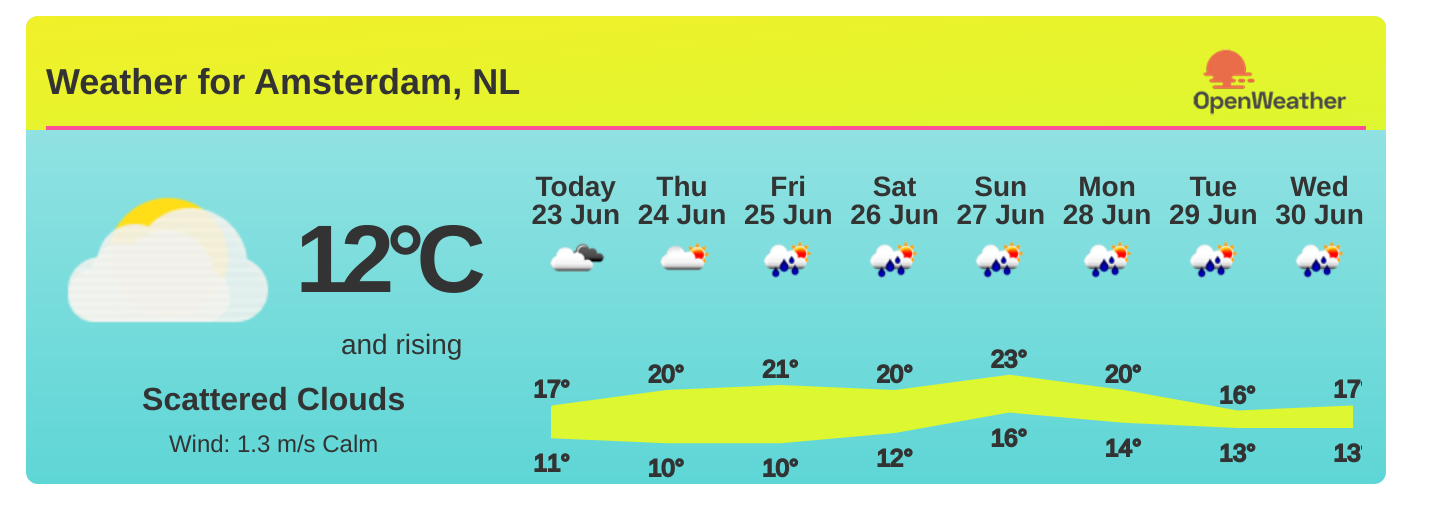 Weather for Amsterdam, NL
OpenWeather
Today Thu Fri Sat Sun Mon Tue Wed
23 Jun 24 Jun 25 Jun 26 Jun 27 Jun 28 Jun 29 Jun 30 Jun
12°C
and rising
Scattered Clouds
Wind: 1.3 m/s Calm
17° 20° 21° 20° 23° 20° 16° 17
11° 10° 10° 12° 16° 14° 13° 13